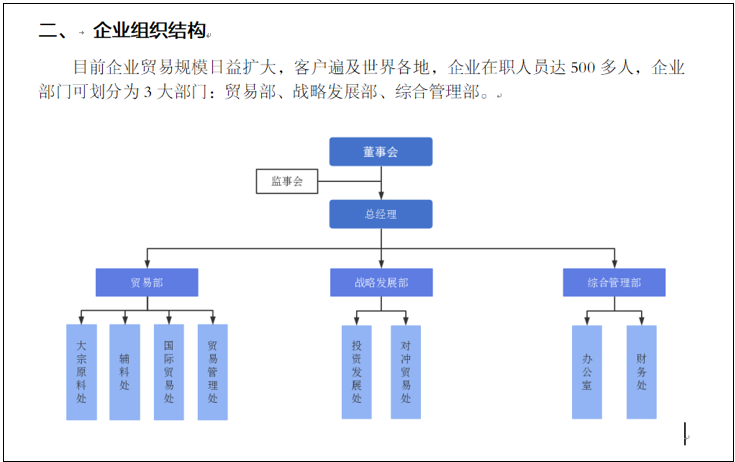 二、 企业组织结构
目前企业贸易规模日益扩大，客户遍及世界各地，企业在职人员达 500 多人，企业
部门可划分为 3 大部门：贸易部、战略发展部、综合管理部。
董事会
监事会
总经理
贸易部
战略发展部
综合管理部
大宗原料处
辅料处
国际贸易处
贸易管理处
投资发展处
对冲贸易处
办公室
财务处